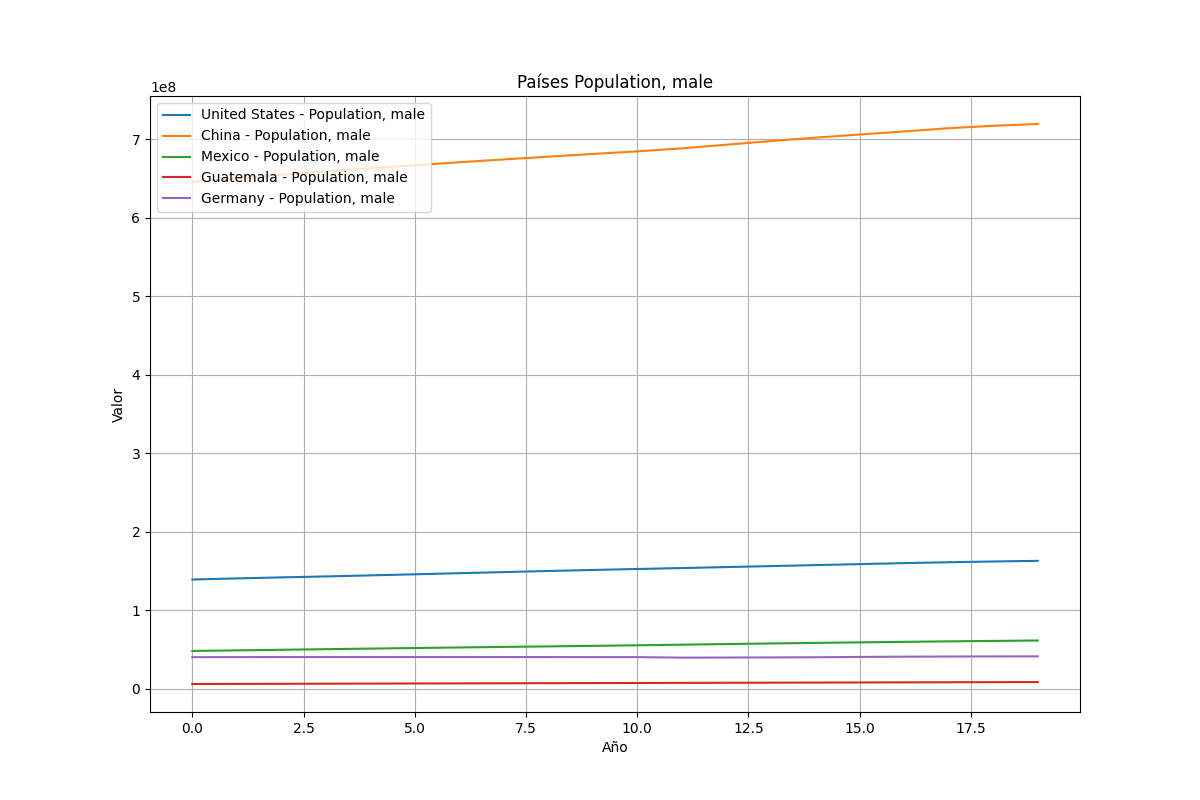 Países Population, male
1e8
United States - Population, male
China - Population, male
Mexico - Population, male
Guatemala - Population, male
Germany - Population, male
7
6
5
4
3
2
1
0
Valor
0.0 2.5 5.0 7.5 10.0 12.5 15.0 17.5
Año